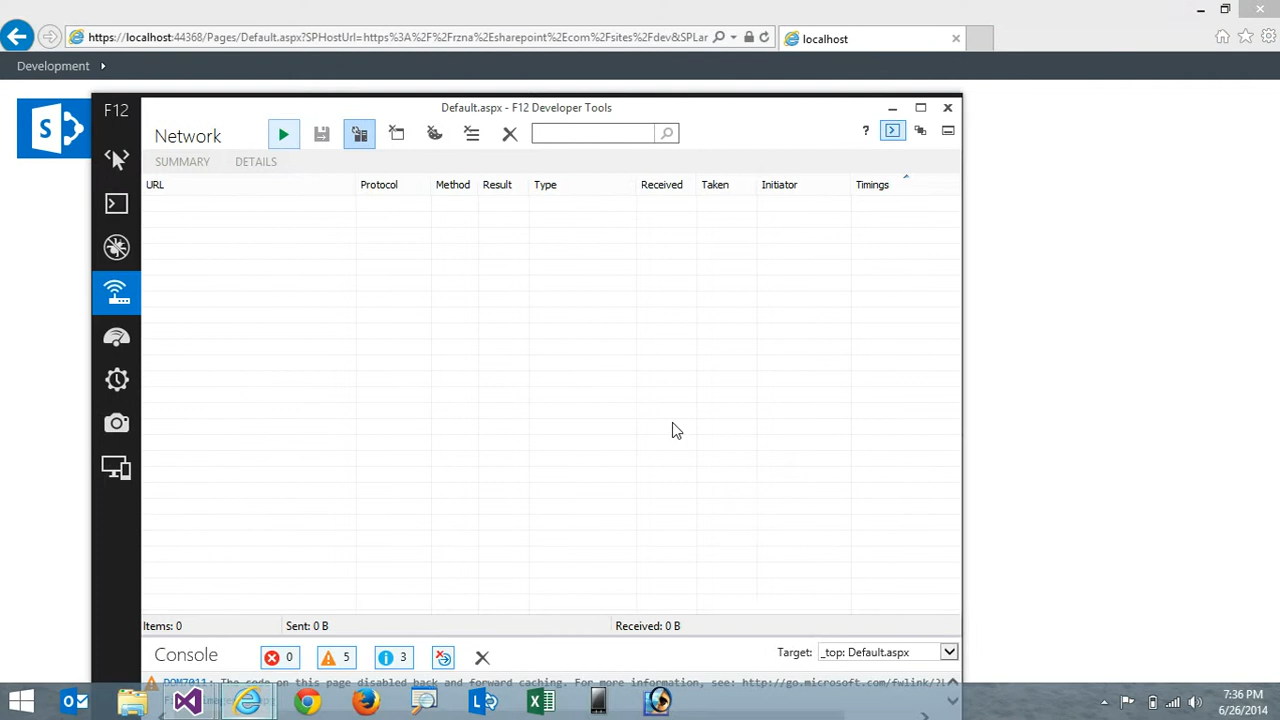 https://localhost:44368/Pages/Default.aspx?SPHostUrl=https%3A%2F%2Frzna%2Esharepoint%2Ecom%2Fsites%2Fdev&SPLar
localhost
Development
S
F12
Default.aspx - F12 Developer Tools
Network
?
SUMMARY DETAILS
URL Protocol Method Result Type Received Taken Initiator Timings
Items: 0 Sent: 0 B Received: 0 B
Console 0 5 3 Target: _top: Default.aspx
DOM7011: The code on this page disabled back and forward caching. For more information, see: http://go.microsoft.com/fwlink/?L
7:36 PM
6/26/2014